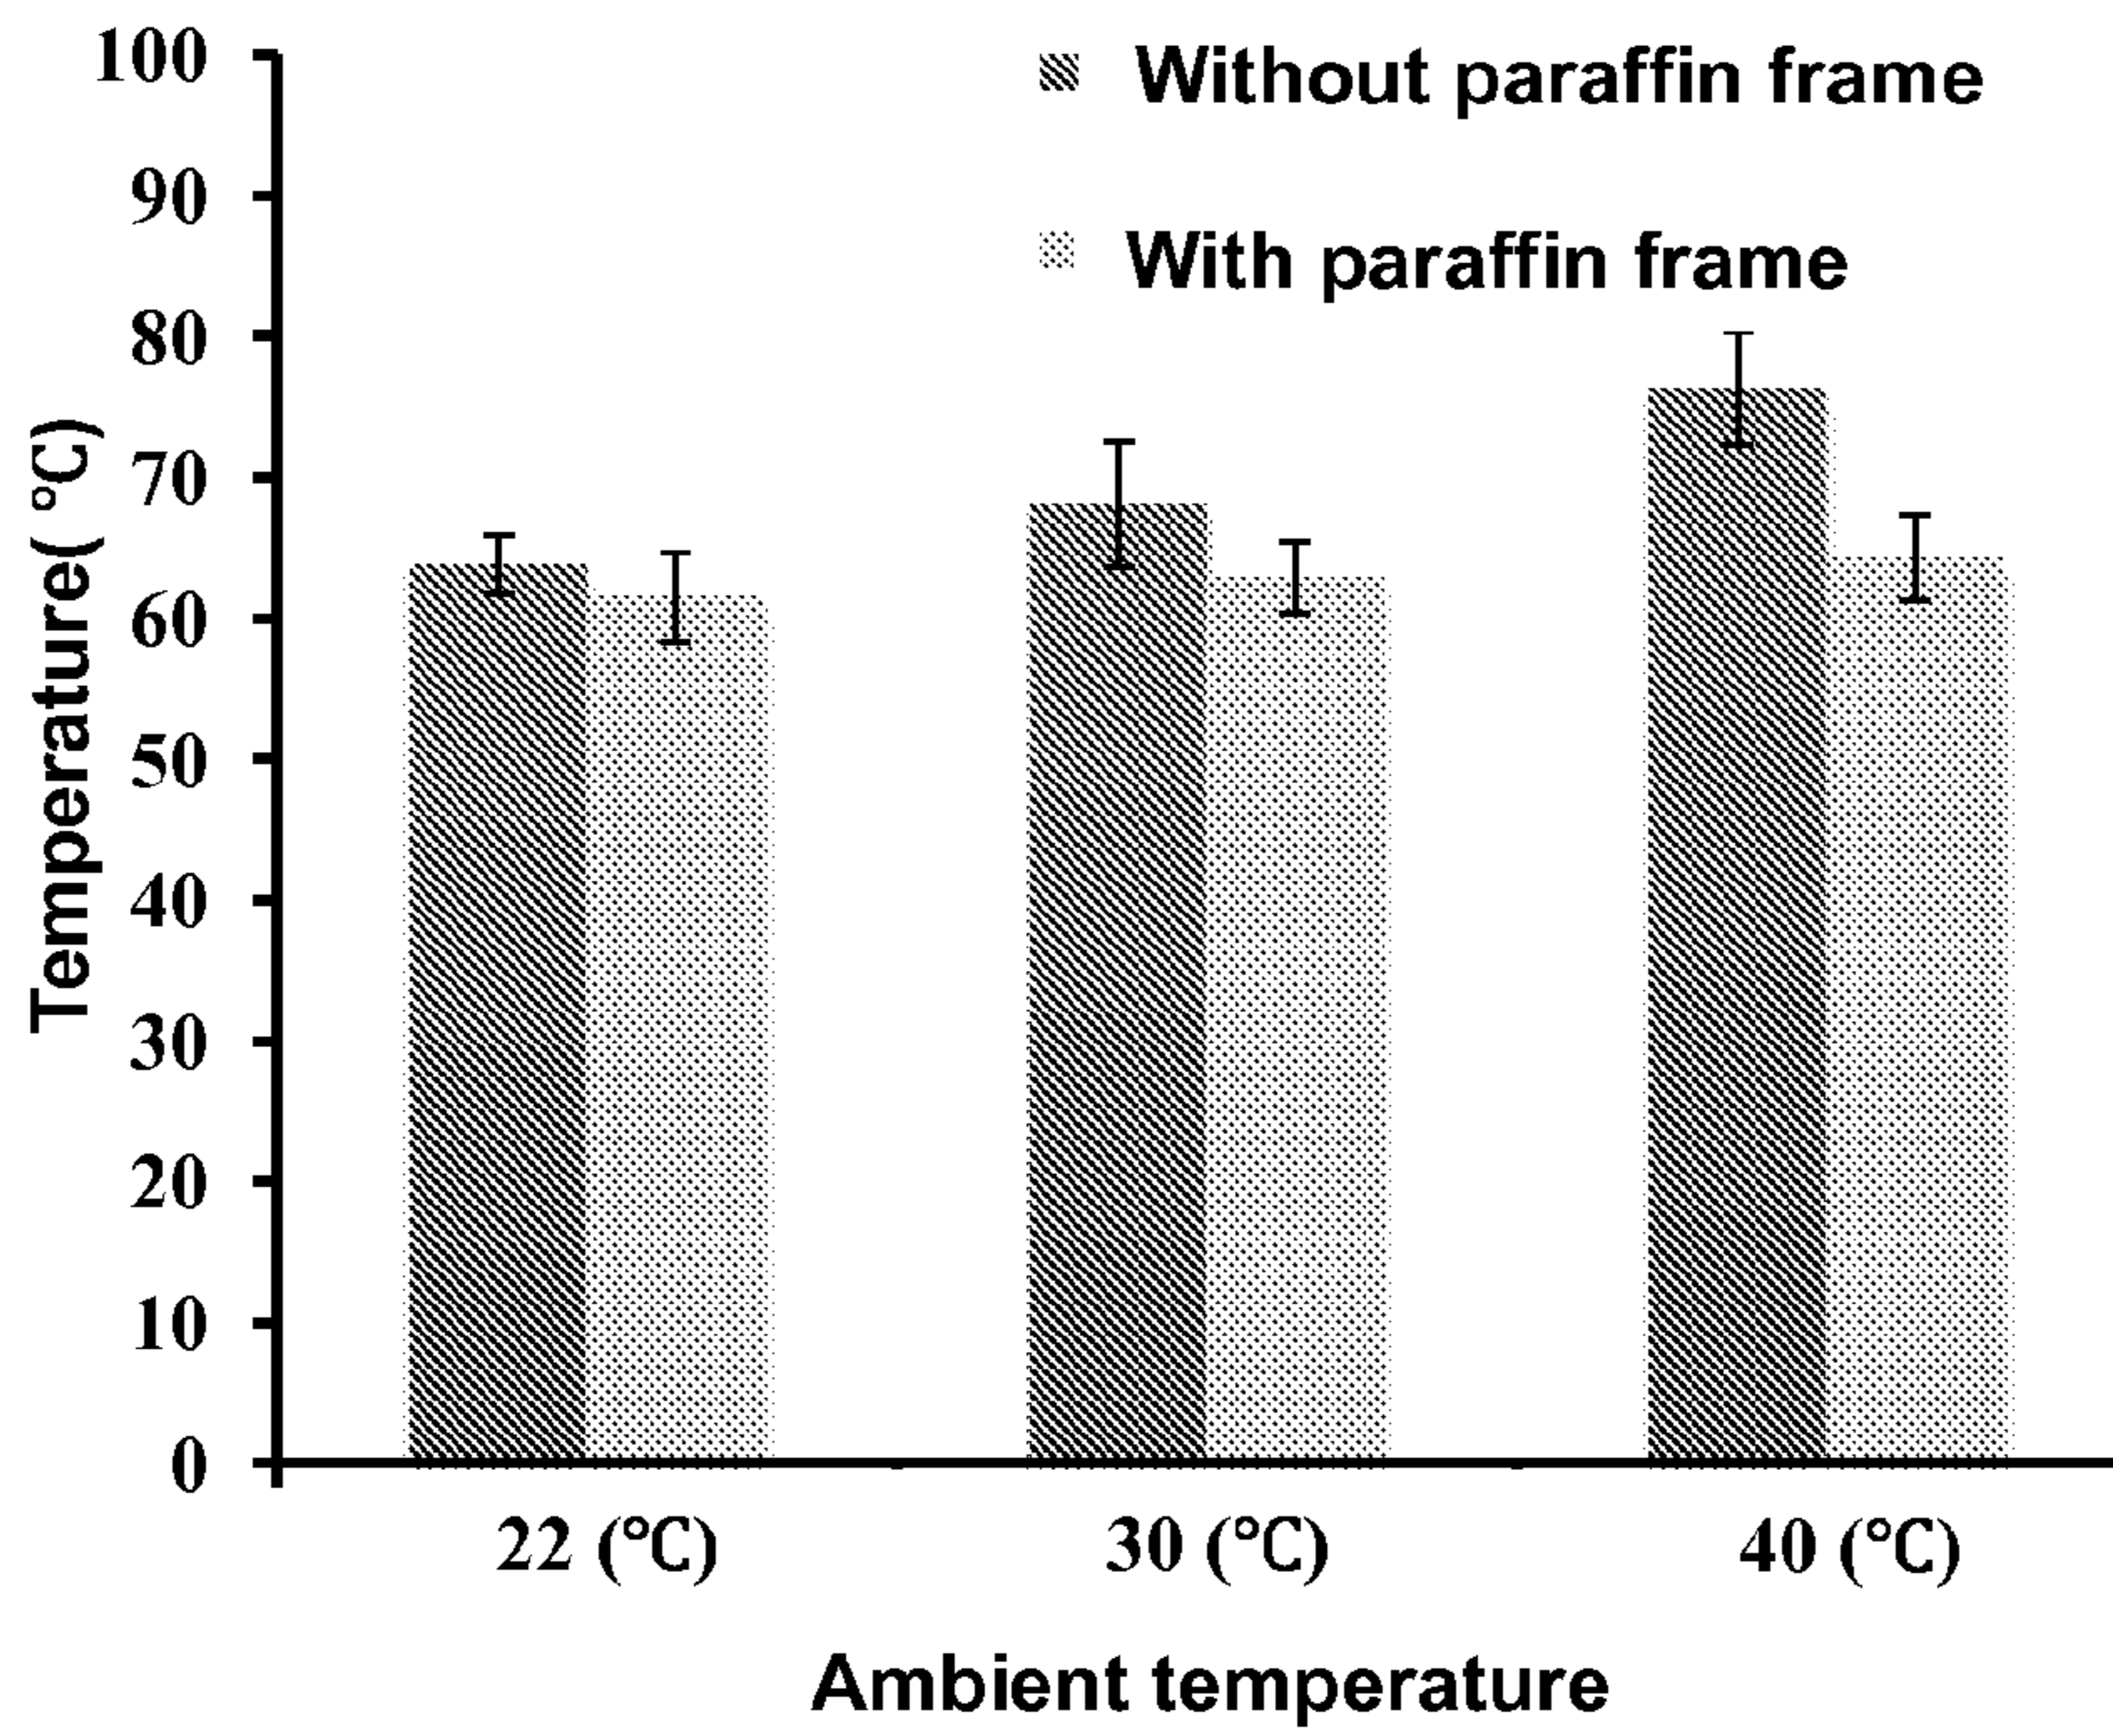 Without paraffin frame
With paraffin frame
Temperature( °C)
100
90
80
70
60
50
40
30
20
10
0
22 (°C)
30 (°C)
40 (°C)
Ambient temperature